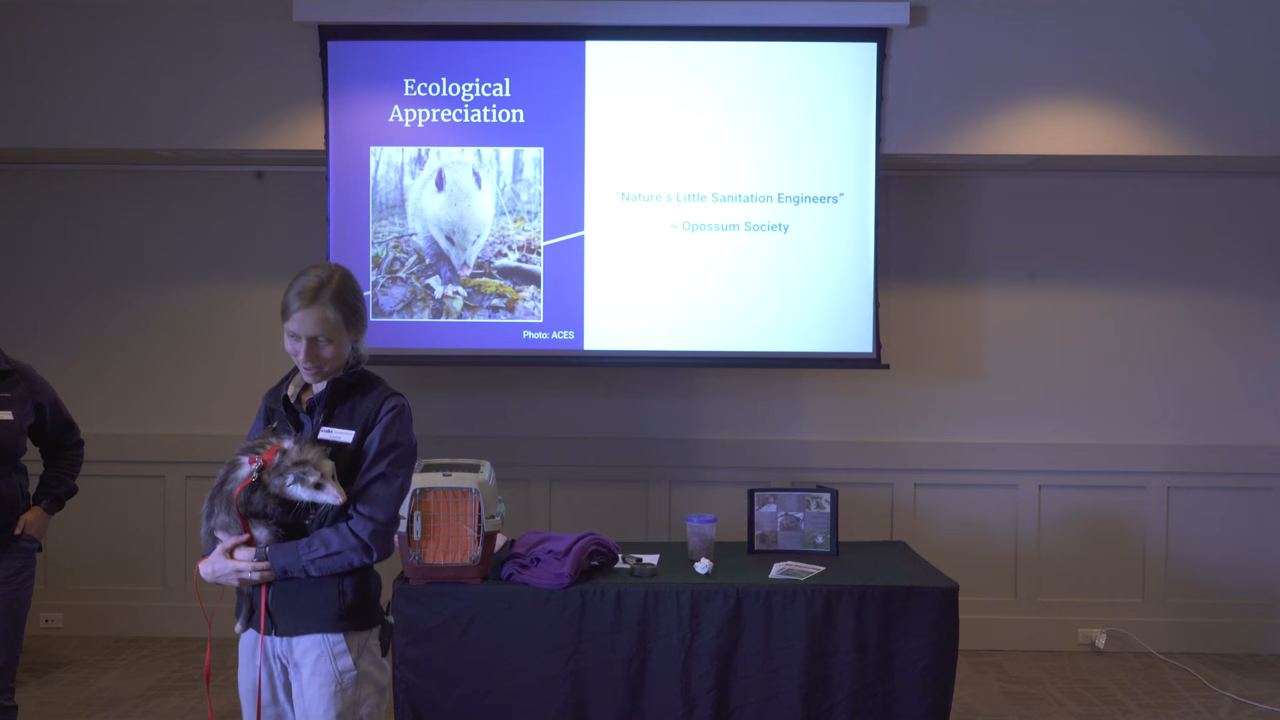 Ecological
Appreciation
"Nature's Little Sanitation Engineers"
~ Opossum Society
Photo: ACES